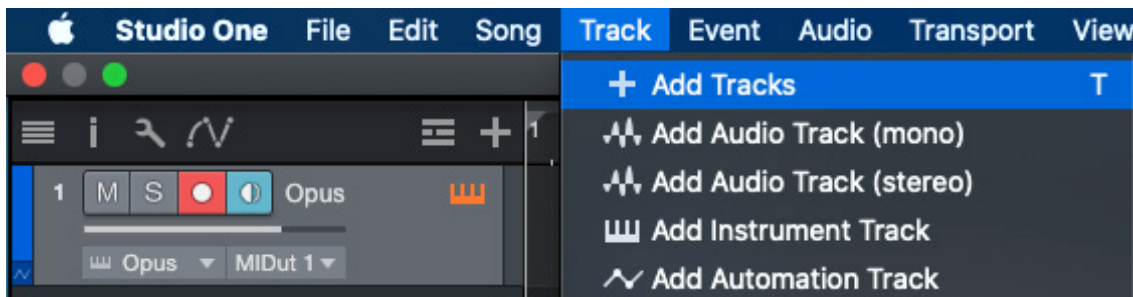 Studio One File Edit Song Track Event Audio Transport View
Add Tracks T
i 1
Add Audio Track (mono)
Add Audio Track (stereo)
1 M S Opus
Add Instrument Track
Opus MIDut 1
Add Automation Track